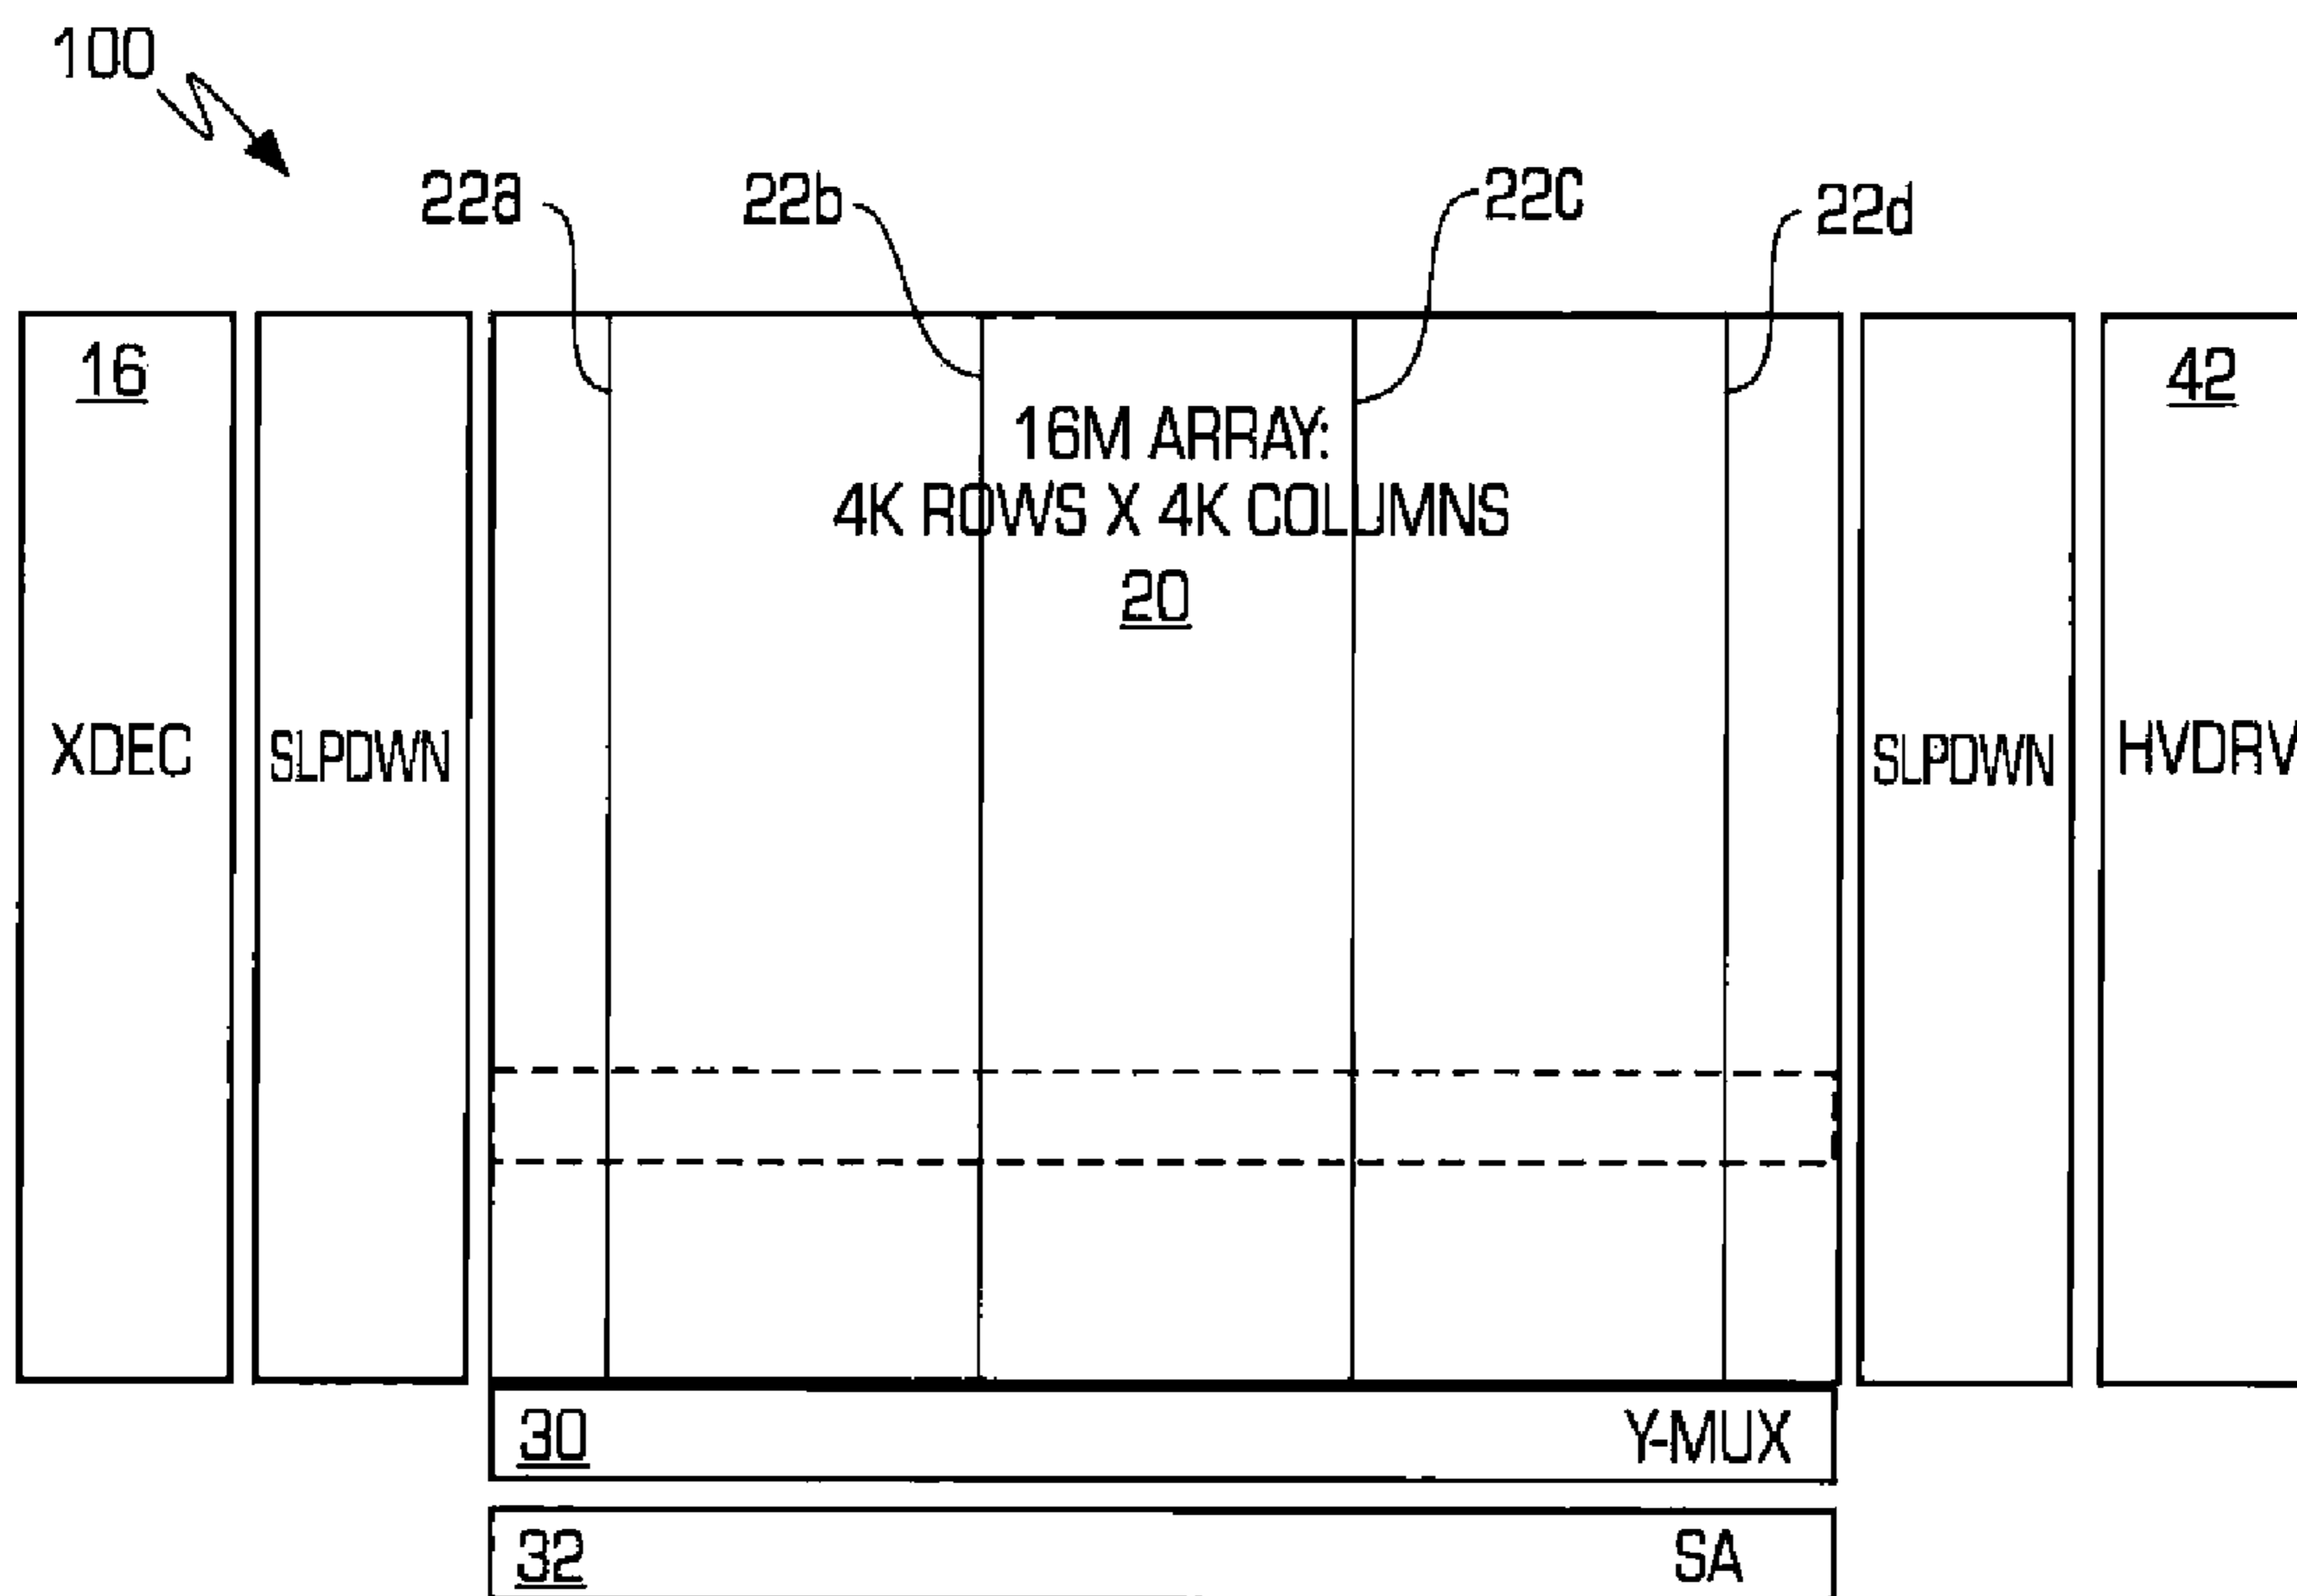 100
22a
22b
22c
22d
16
42
16M ARRAY:
4K ROWS X 4K COLUMNS
20
XDEC
SLPDWN
SLPDWN
HVDRV
30
Y-MUX
32
SA